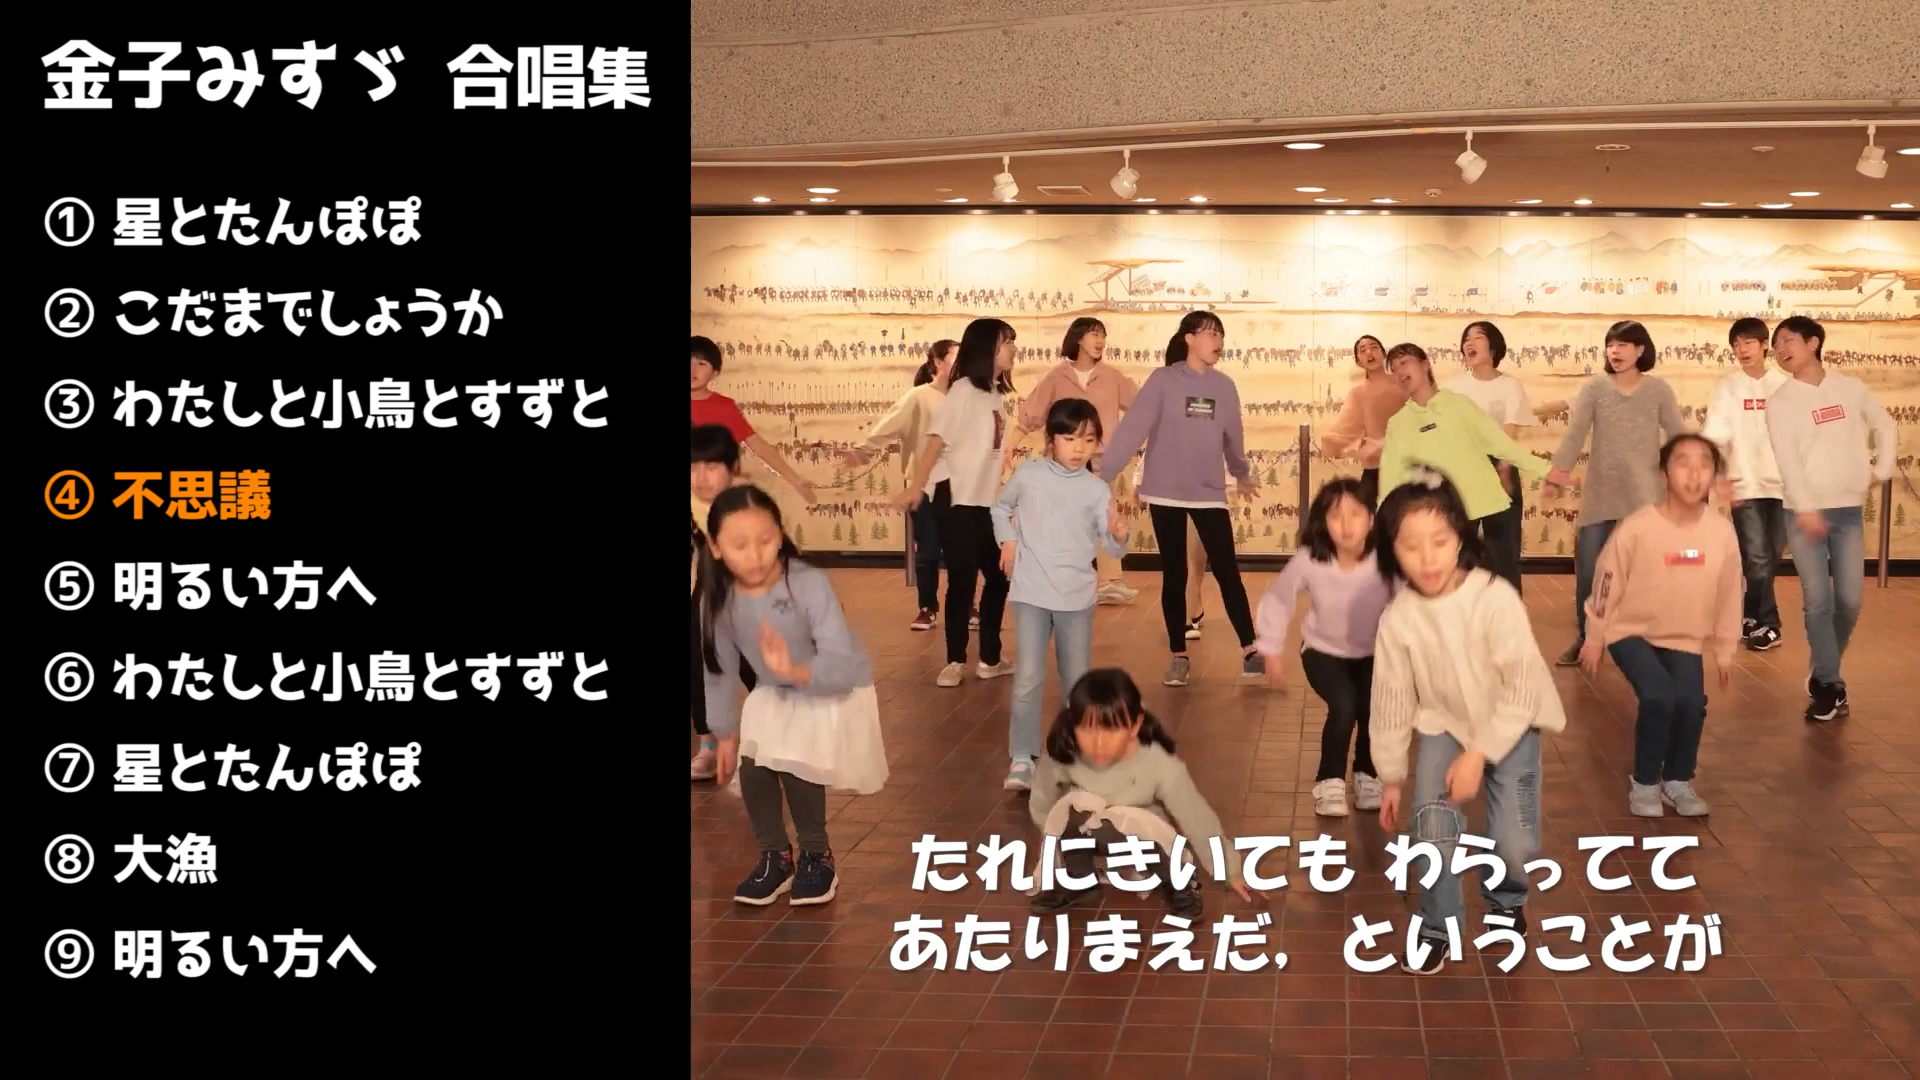 金子みすゞ 合唱集
① 星とたんぽぽ
② こだまでしょうか
③ わたしと小鳥とすずと
④ 不思議
⑤ 明るい方へ
⑥ わたしと小鳥とすずと
⑦ 星とたんぽぽ
⑧ 大漁
⑨ 明るい方へ
たれにきいても わらってて
あたりまえだ，ということが